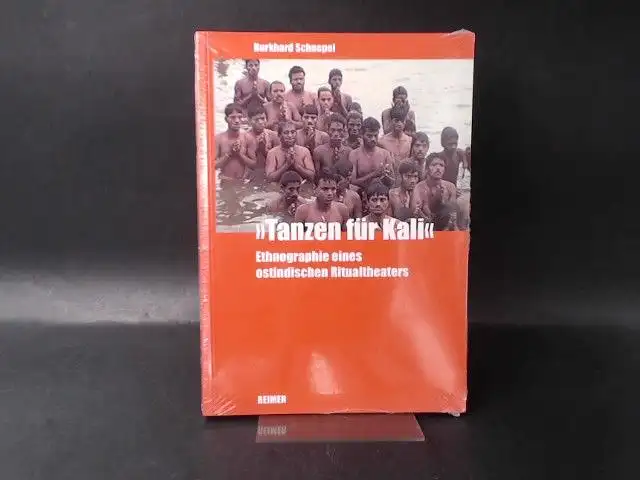 Burkhard Schnepel
»Tanzen für Kali«
Ethnographie eines
ostindischen Ritualtheaters
REIMER